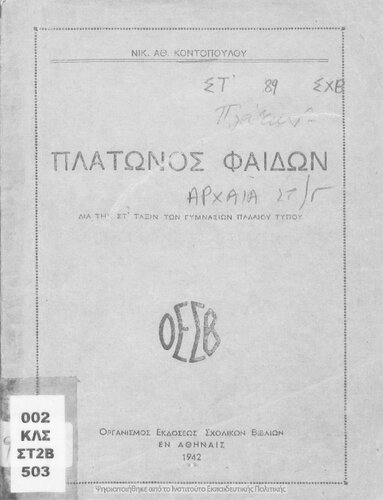 ΝΙΚ. ΑΘ. ΚΟΝΤΟΠΟΥΛΟΥ
ΣΤ' 89 ΣΧΒ
ΠΛΑΤΩΝΟΣ ΦΑΙΔΩΝ
ΑΡΧΑΙΑ ΣΤ/Γ
ΔΙΑ ΤΗΝ ΣΤ' ΤΑΞΙΝ ΤΩΝ ΓΥΜΝΑΣΙΩΝ ΠΑΛΑΙΟΥ ΤΥΠΟΥ
ΟΕΣΒ
ΟΡΓΑΝΙΣΜΟΣ ΕΚΔΟΣΕΩΣ ΣΧΟΛΙΚΩΝ ΒΙΒΛΙΩΝ
ΕΝ ΑΘΗΝΑΙΣ
1942
002
ΚΛΣ
ΣΤ2Β
503
Ψηφιοποιήθηκε από το Ινστιτούτο Εκπαιδευτικής Πολιτικής